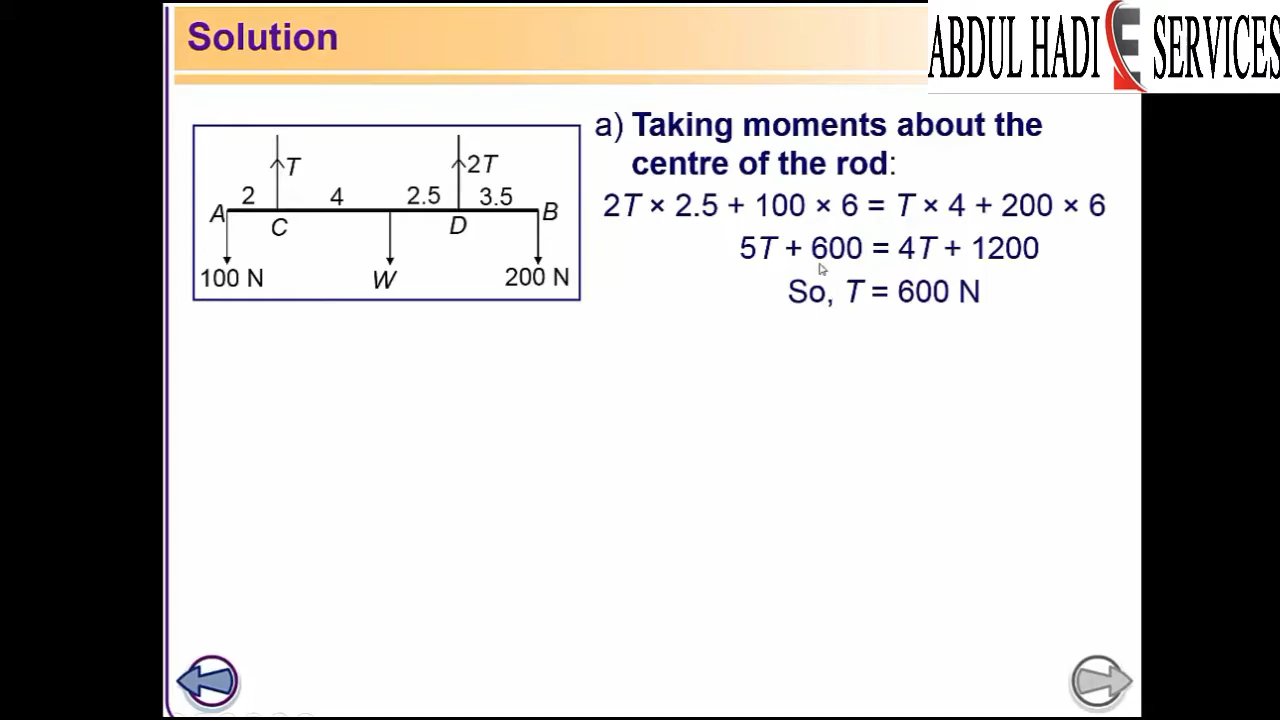 Solution
ABDUL HADI E SERVICES
T
2T
2 4 2.5 3.5
A C D B
100 N W 200 N
a) Taking moments about the
centre of the rod:
2T × 2.5 + 100 × 6 = T × 4 + 200 × 6
5T + 600 = 4T + 1200
So, T = 600 N